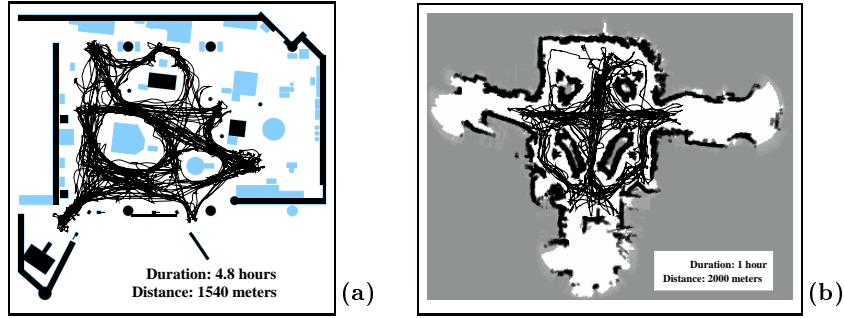 Duration: 4.8 hours
Distance: 1540 meters
(a)
Duration: 1 hour
Distance: 2000 meters
(b)